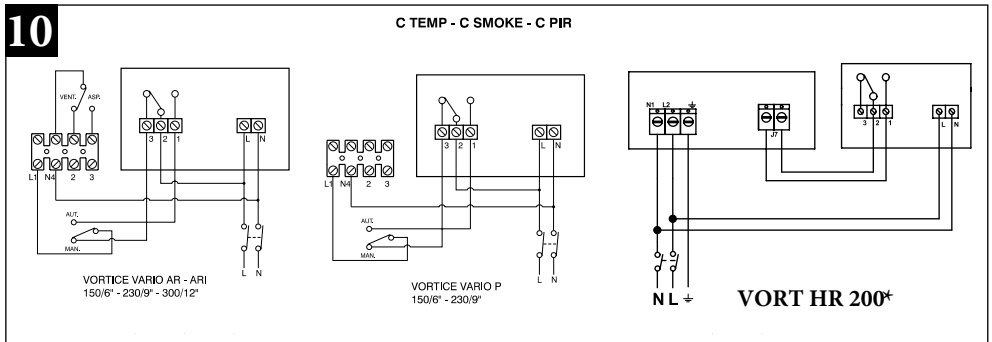 10
C TEMP - C SMOKE - C PIR
VENT. ASP.
3 2 1 L N
L1 N4 2 3
AUT.
MAN.
L N
VORTICE VARIO AR - ARI
150/6" - 230/9" - 300/12"
3 2 1 L N
L1 N4 2 3
AUT.
MAN.
L N
VORTICE VARIO P
150/6" - 230/9"
N1 L2
J7
3 2 1
L N
N L
VORT HR 200*